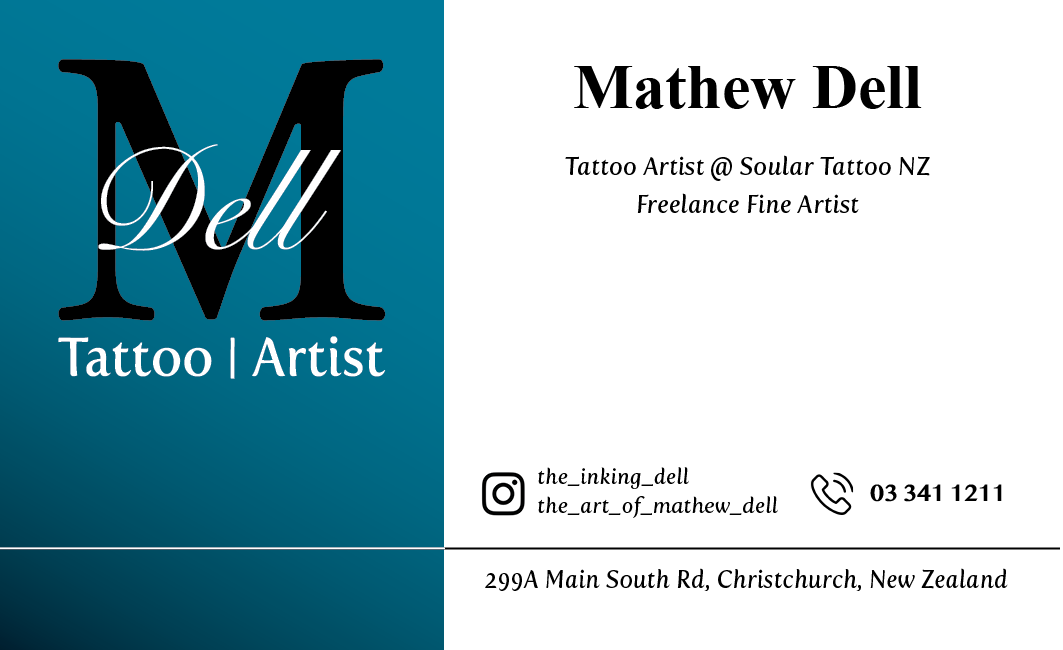 M
Dell
Tattoo | Artist
Mathew Dell
Tattoo Artist @ Soular Tattoo NZ
Freelance Fine Artist
the_inking_dell
the_art_of_mathew_dell
03 341 1211
299A Main South Rd, Christchurch, New Zealand